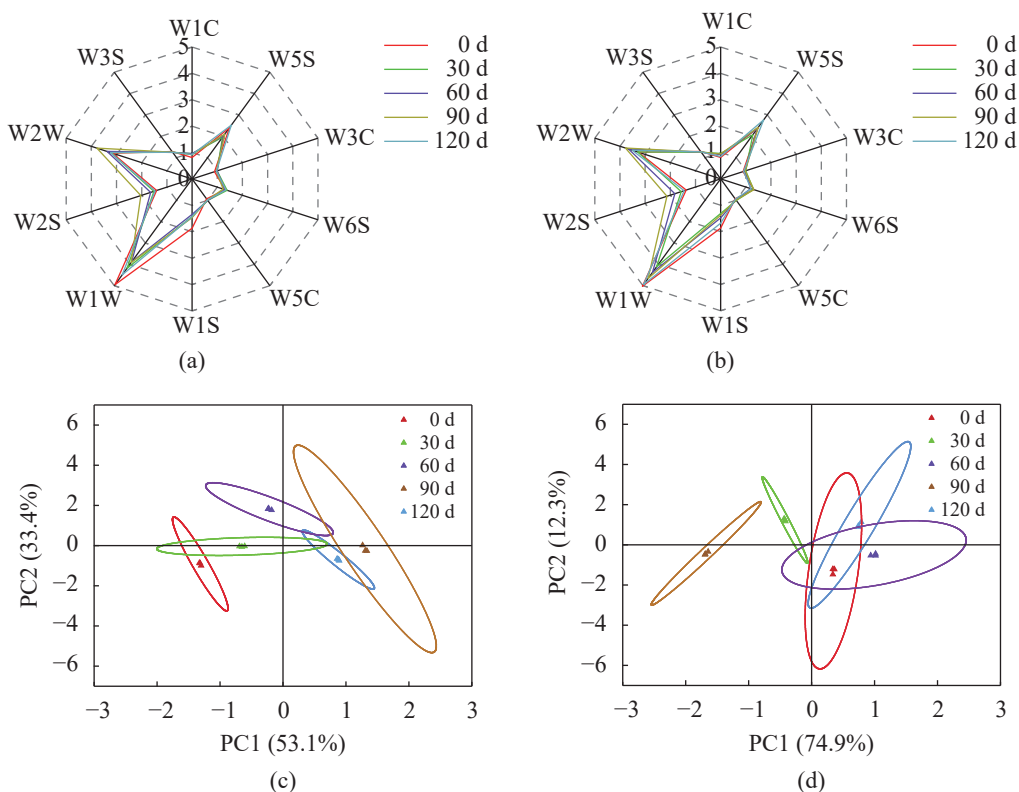 W1C
W5S
W3C
W6S
W5C
W1S
W1W
W2S
W2W
W3S
5
4
3
2
1
0
0 d
30 d
60 d
90 d
120 d
(a)
W1C
W5S
W3C
W6S
W5C
W1S
W1W
W2S
W2W
W3S
5
4
3
2
1
0
0 d
30 d
60 d
90 d
120 d
(b)
PC2 (33.4%)
6
4
2
0
−2
−4
−6
0 d
30 d
60 d
90 d
120 d
−3 −2 −1 0 1 2 3
PC1 (53.1%)
(c)
PC2 (12.3%)
6
4
2
0
−2
−4
−6
0 d
30 d
60 d
90 d
120 d
−3 −2 −1 0 1 2 3
PC1 (74.9%)
(d)